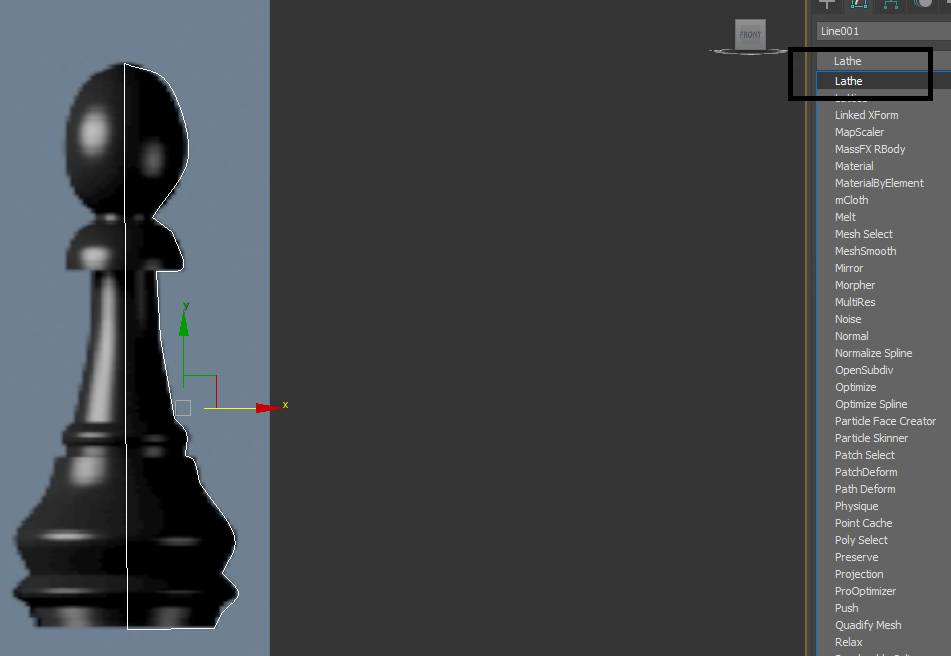 FRONT
Line001
Lathe
Lathe
Lattice
Linked XForm
MapScaler
MassFX RBody
Material
MaterialByElement
mCloth
Melt
Mesh Select
MeshSmooth
Mirror
Morpher
MultiRes
Noise
Normal
Normalize Spline
OpenSubdiv
Optimize
Optimize Spline
Particle Face Creator
Particle Skinner
Patch Select
PatchDeform
Path Deform
Physique
Point Cache
Poly Select
Preserve
Projection
ProOptimizer
Push
Quadify Mesh
Relax
y
x